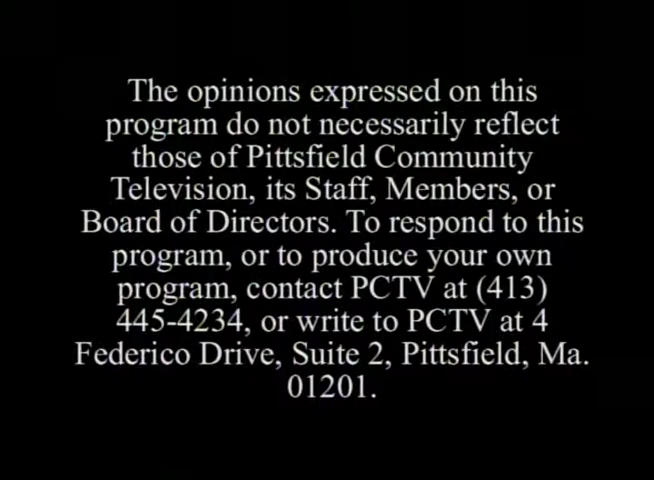 The opinions expressed on this
program do not necessarily reflect
those of Pittsfield Community
Television, its Staff, Members, or
Board of Directors. To respond to this
program, or to produce your own
program, contact PCTV at (413)
445-4234, or write to PCTV at 4
Federico Drive, Suite 2, Pittsfield, Ma.
01201.